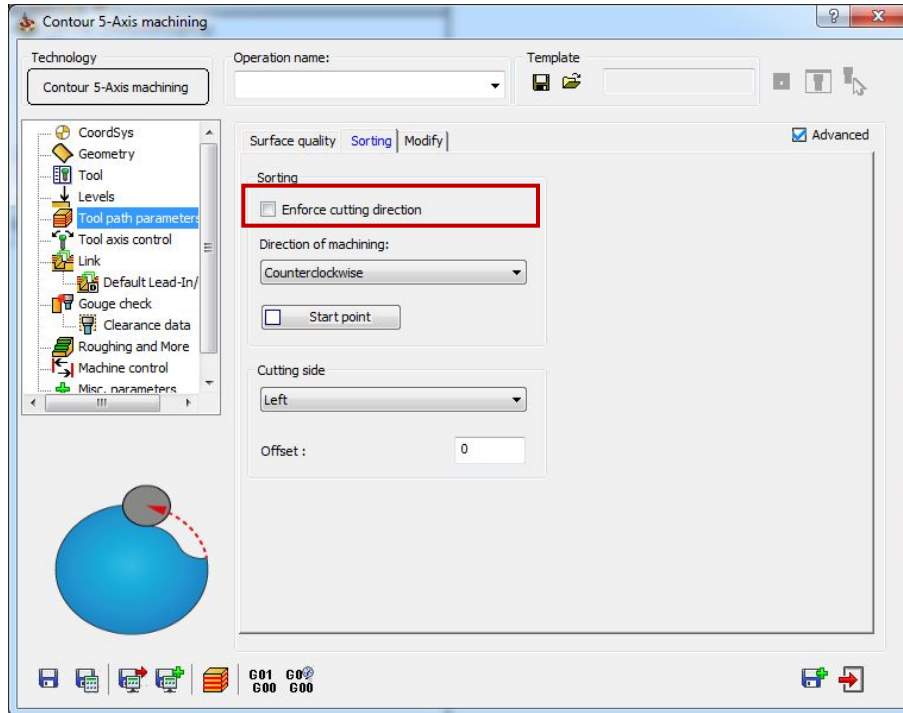 Contour 5-Axis machining
Technology
Contour 5-Axis machining
Operation name:
Template
CoordSys
Geometry
Tool
Levels
Tool path parameters
Tool axis control
Link
Default Lead-In/
Gouge check
Clearance data
Roughing and More
Machine control
Misc. parameters
Surface quality Sorting Modify
Advanced
Sorting
Enforce cutting direction
Direction of machining:
Counterclockwise
Start point
Cutting side
Left
Offset : 0
G01 G0
G00 G00